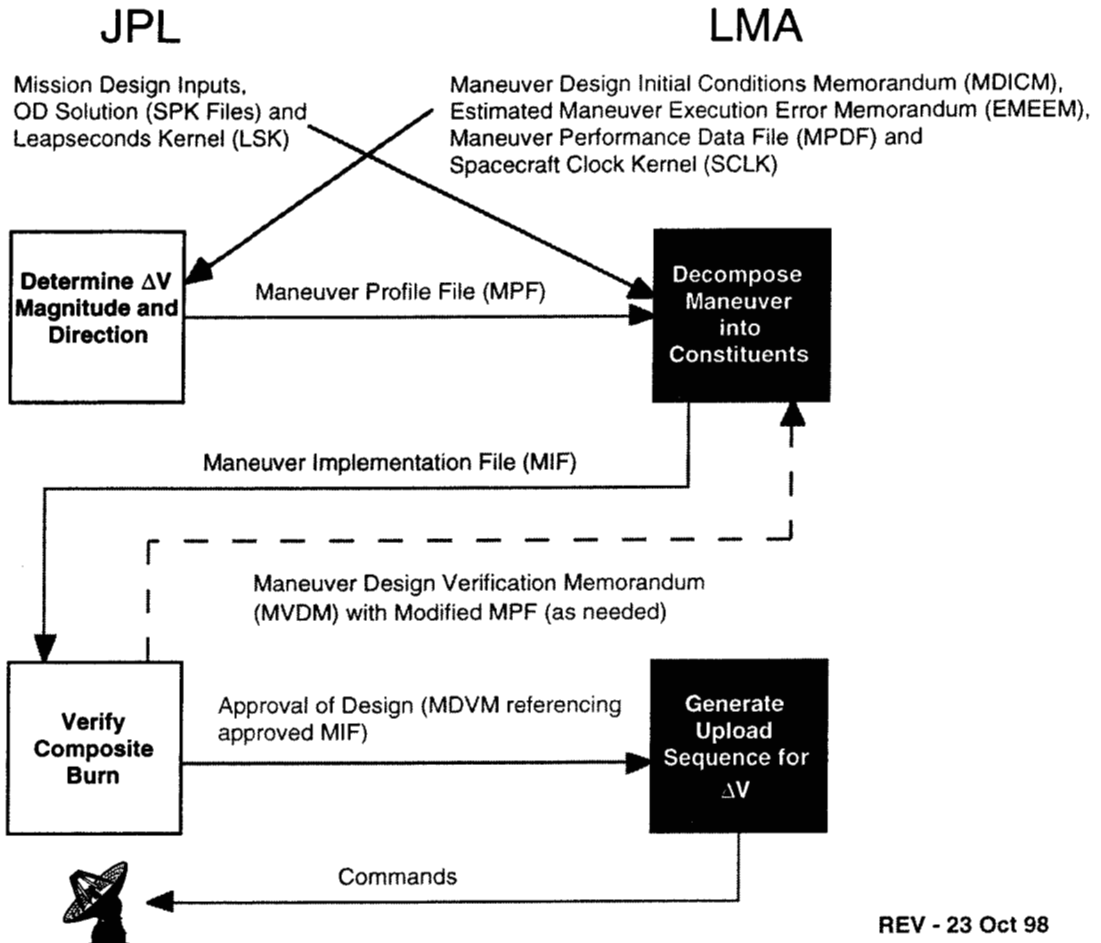 JPL
LMA
Mission Design Inputs,
OD Solution (SPK Files) and
Leapseconds Kernel (LSK)
Maneuver Design Initial Conditions Memorandum (MDICM),
Estimated Maneuver Execution Error Memorandum (EMEEM),
Maneuver Performance Data File (MPDF) and
Spacecraft Clock Kernel (SCLK)
Determine ΔV
Magnitude and
Direction
Maneuver Profile File (MPF)
Decompose
Maneuver
into
Constituents
Maneuver Implementation File (MIF)
Maneuver Design Verification Memorandum
(MVDM) with Modified MPF (as needed)
Verify
Composite
Burn
Approval of Design (MDVM referencing
approved MIF)
Generate
Upload
Sequence for
ΔV
Commands
REV - 23 Oct 98